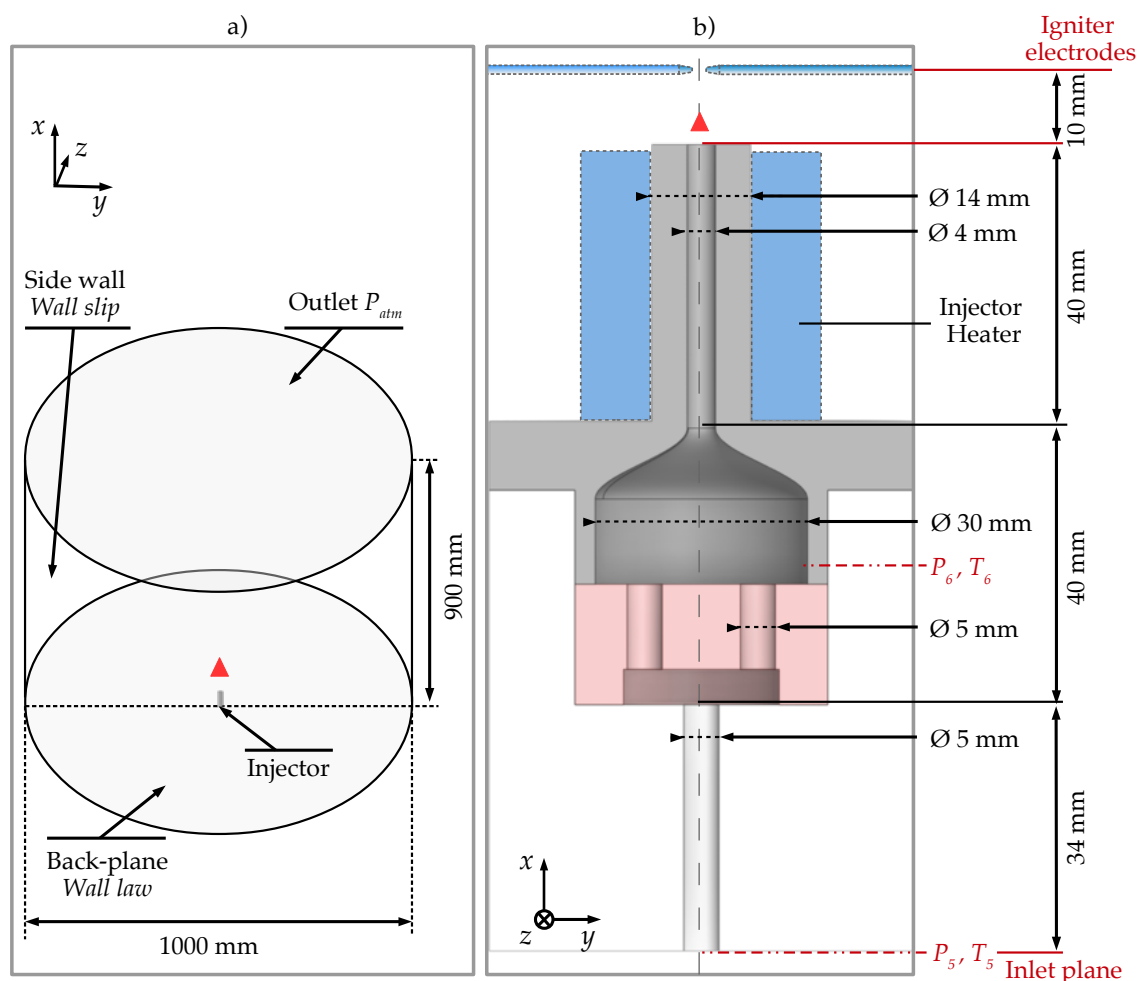 a)
x
z
y
Side wall
Wall slip
Outlet P_atm
900 mm
Injector
Back-plane
Wall law
1000 mm
b)
Igniter
electrodes
10 mm
Ø 14 mm
Ø 4 mm
40 mm
Injector
Heater
Ø 30 mm
P_6, T_6
40 mm
Ø 5 mm
Ø 5 mm
34 mm
x
z
y
P_5, T_5
Inlet plane